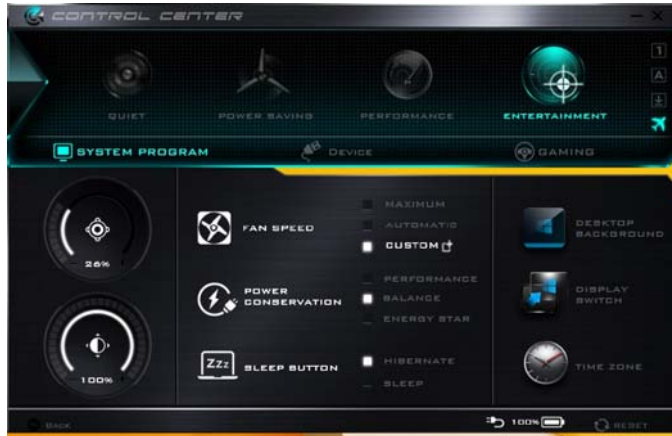 CONTROL CENTER
1
A
QUIET
POWER SAVING
PERFORMANCE
ENTERTAINMENT
SYSTEM PROGRAM
DEVICE
GAMING
26%
100%
FAN SPEED
MAXIMUM
AUTOMATIC
CUSTOM
POWER
CONSERVATION
PERFORMANCE
BALANCE
ENERGY STAR
Zzz
SLEEP BUTTON
HIBERNATE
SLEEP
DESKTOP
BACKGROUND
DISPLAY
SWITCH
TIME ZONE
BACK
100%
RESET